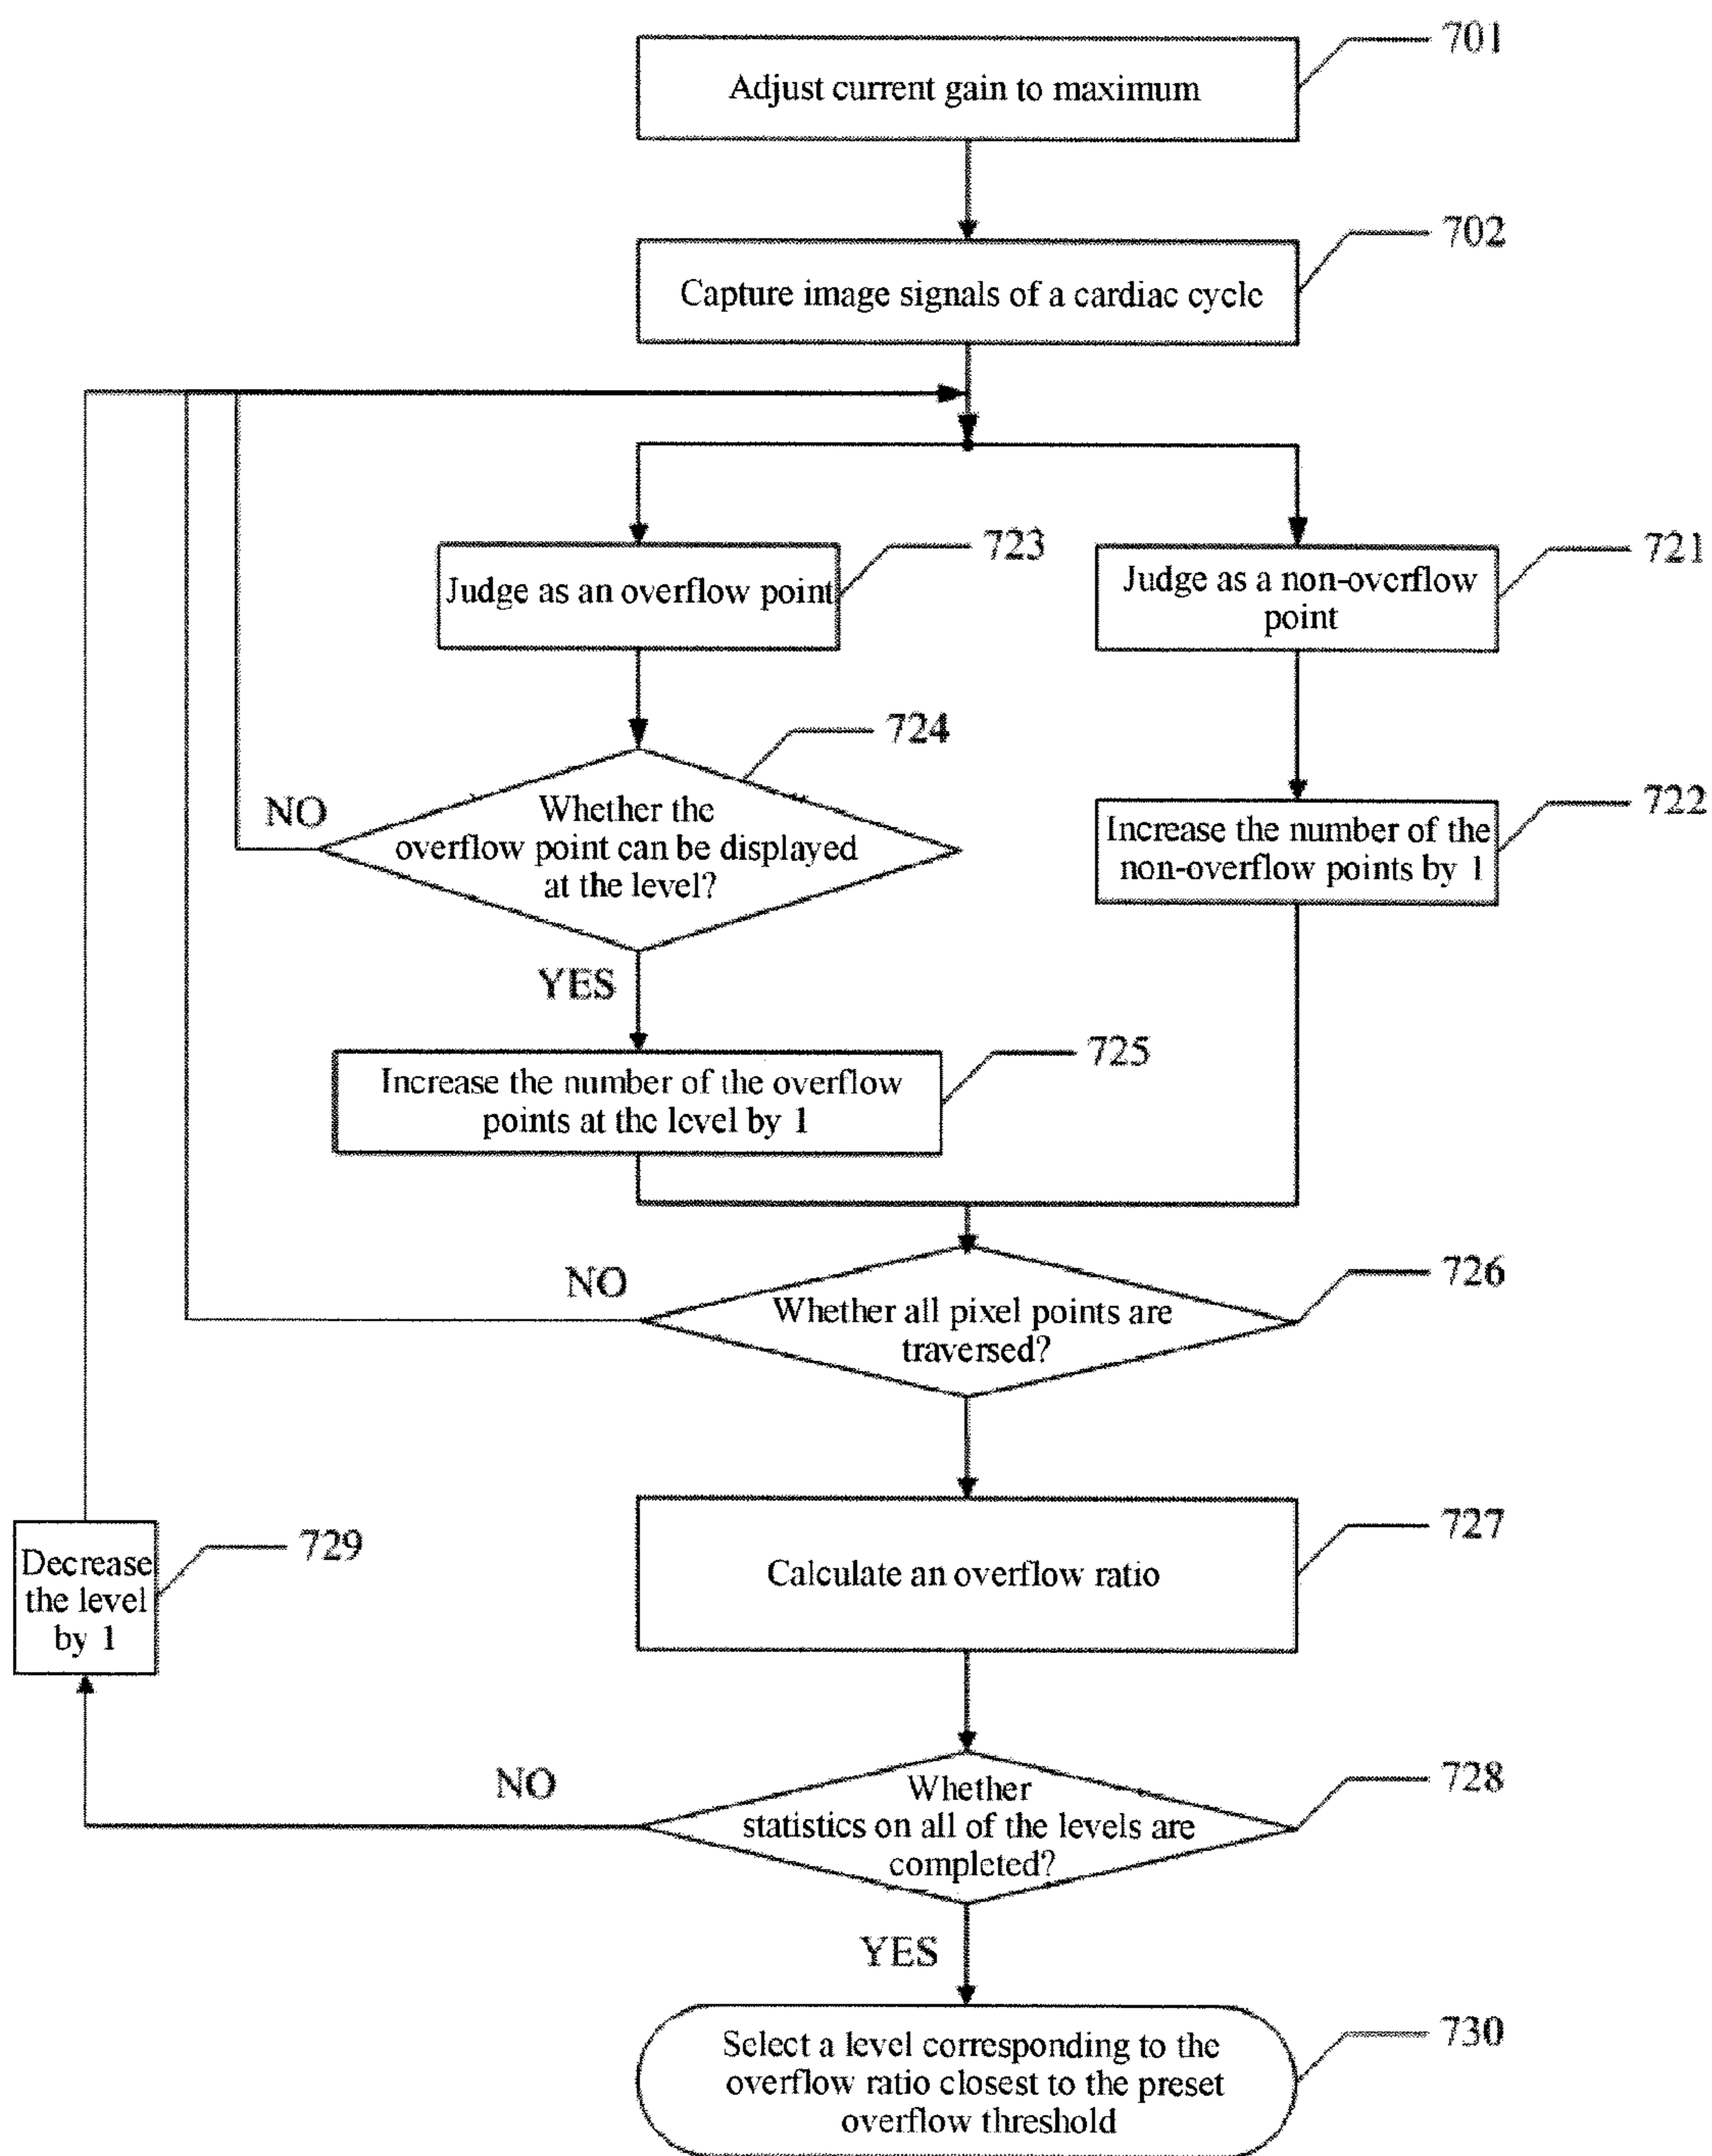 701
Adjust current gain to maximum
702
Capture image signals of a cardiac cycle
723
Judge as an overflow point
721
Judge as a non-overflow
point
724
Whether the
overflow point can be displayed
at the level?
NO
YES
722
Increase the number of the
non-overflow points by 1
725
Increase the number of the overflow
points at the level by 1
726
NO
Whether all pixel points are
traversed?
727
Calculate an overflow ratio
729
Decrease
the level
by 1
728
NO
Whether
statistics on all of the levels are
completed?
YES
730
Select a level corresponding to the
overflow ratio closest to the preset
overflow threshold